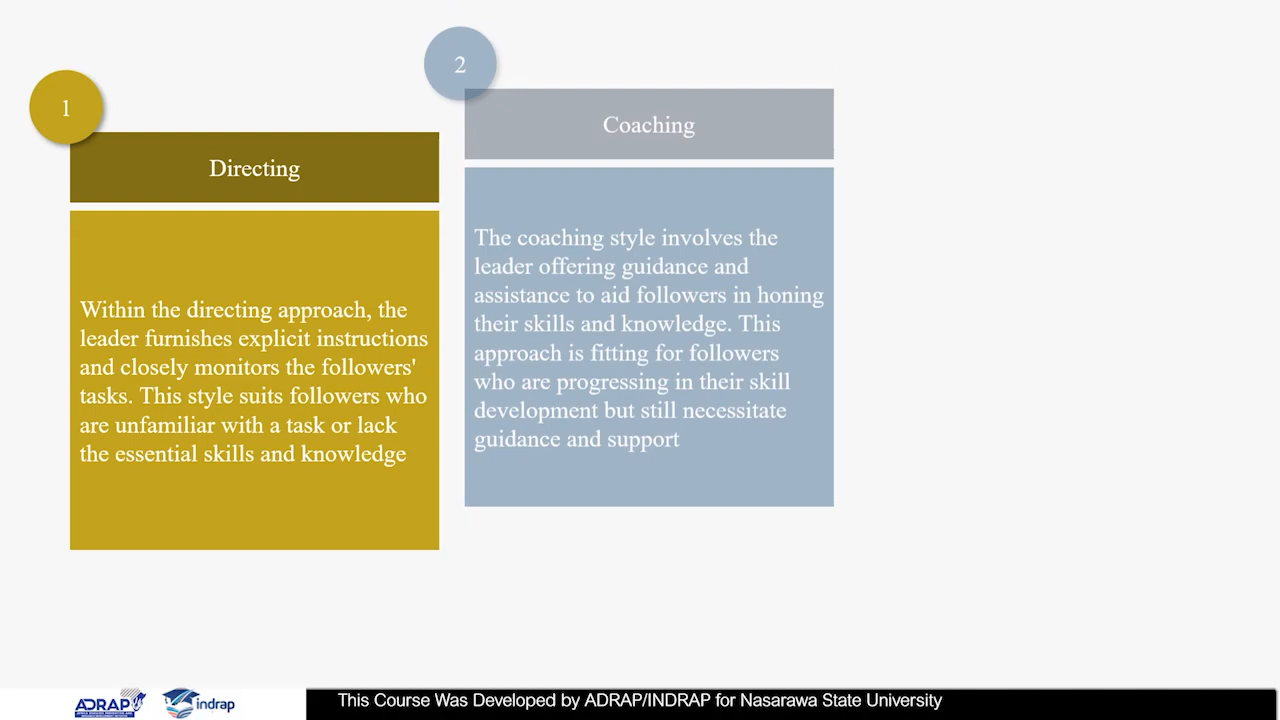 1
Directing
Within the directing approach, the
leader furnishes explicit instructions
and closely monitors the followers'
tasks. This style suits followers who
are unfamiliar with a task or lack
the essential skills and knowledge
2
Coaching
The coaching style involves the
leader offering guidance and
assistance to aid followers in honing
their skills and knowledge. This
approach is fitting for followers
who are progressing in their skill
development but still necessitate
guidance and support
ADRAP
indrap
This Course Was Developed by ADRAP/INDRAP for Nasarawa State University